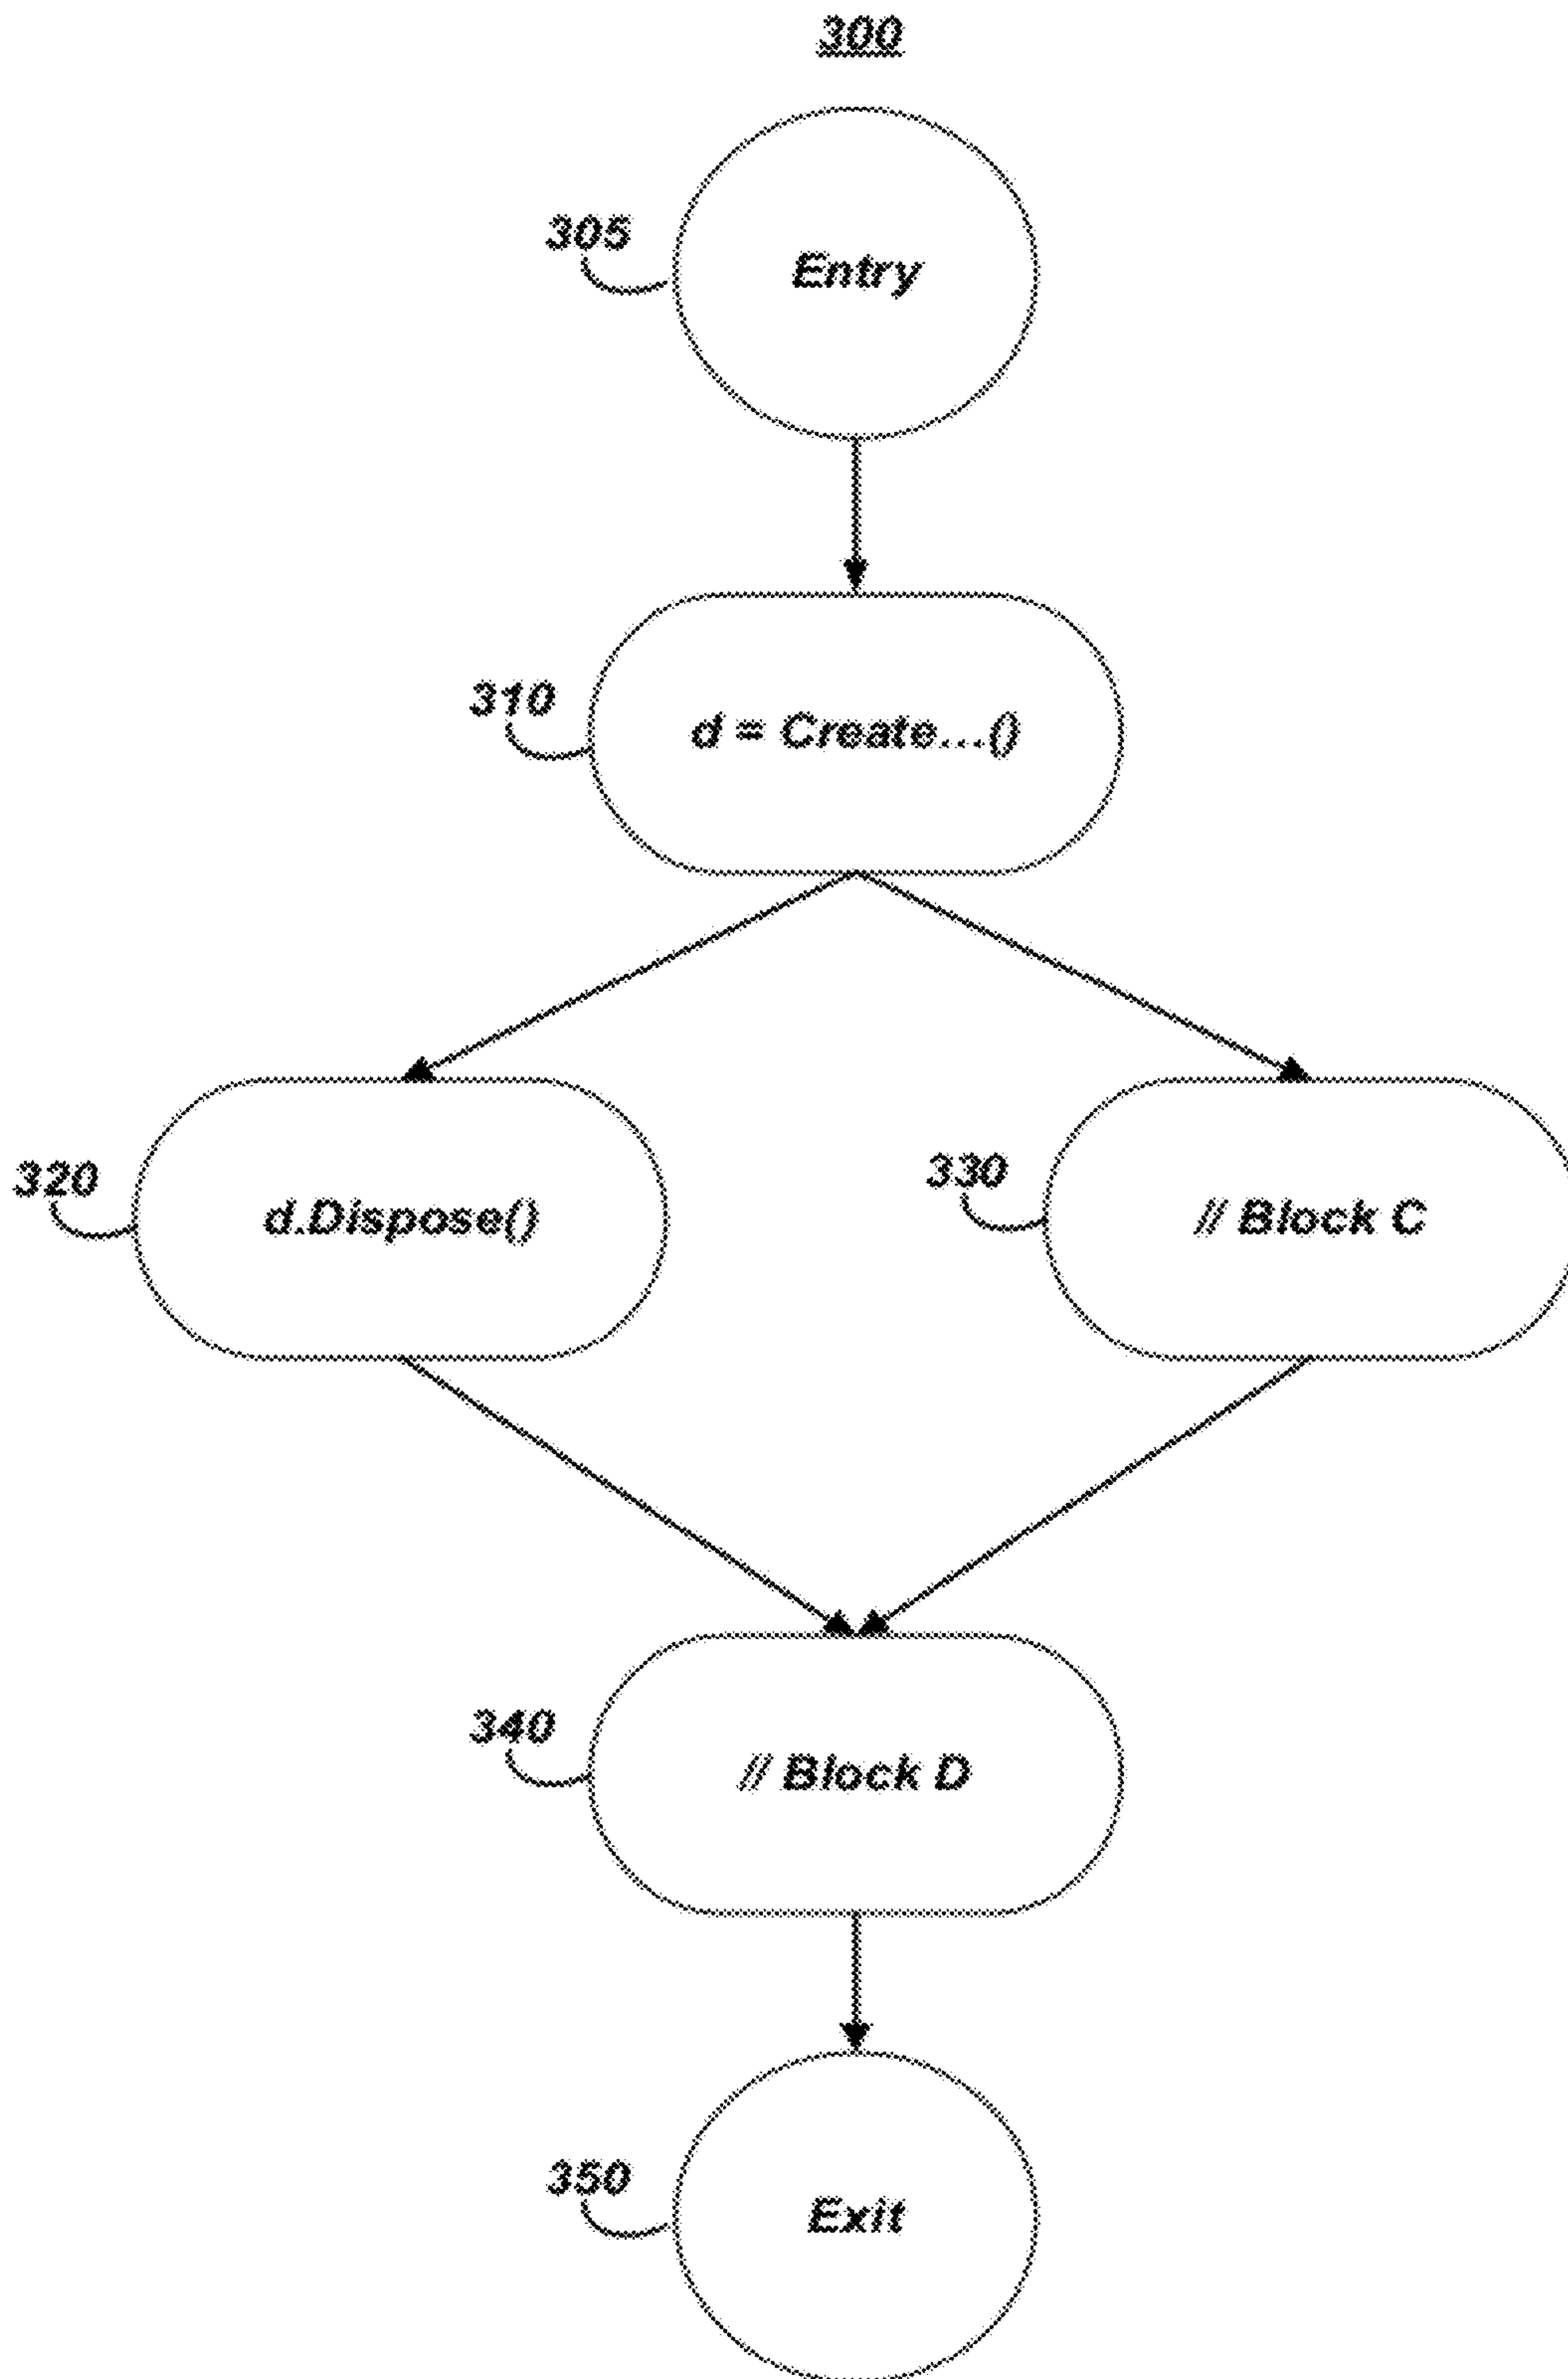 300
305
Entry
310
d = Create...()
320
d.Dispose()
330
// Block C
340
// Block D
350
Exit